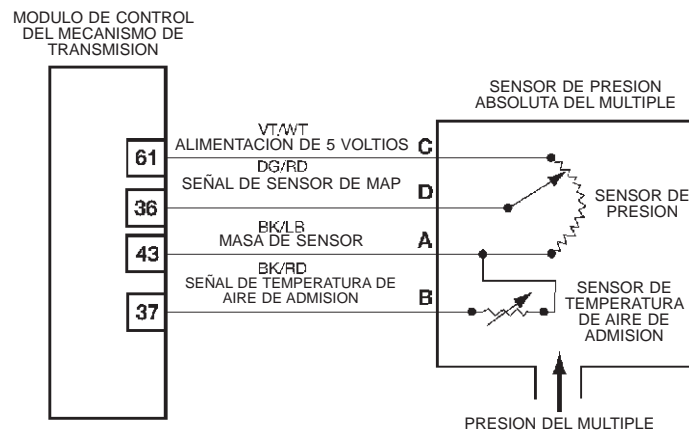 MODULO DE CONTROL
DEL MECANISMO DE
TRANSMISION
SENSOR DE PRESION
ABSOLUTA DEL MULTIPLE
61
VT/WT
ALIMENTACION DE 5 VOLTIOS
C
36
DG/RD
SEÑAL DE SENSOR DE MAP
D
SENSOR DE
PRESION
43
BK/LB
MASA DE SENSOR
A
37
BK/RD
SEÑAL DE TEMPERATURA DE
AIRE DE ADMISION
B
SENSOR DE
TEMPERATURA
DE AIRE DE
ADMISION
PRESION DEL MULTIPLE